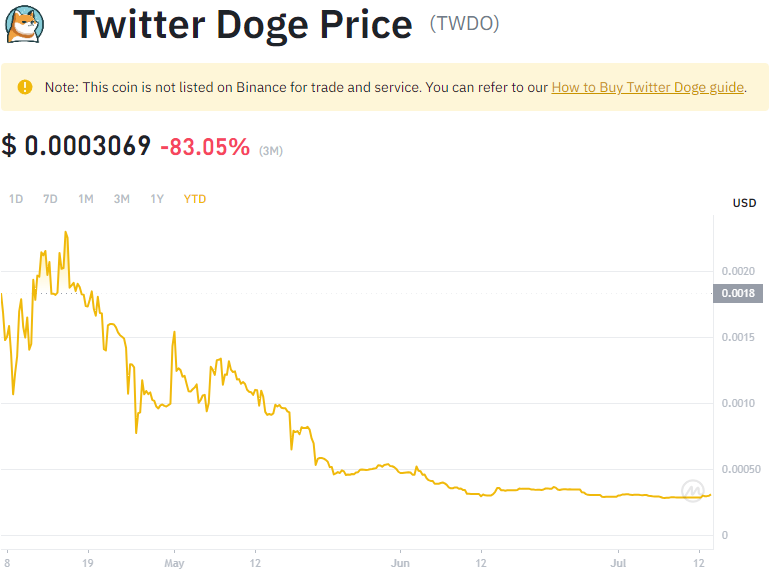 Twitter Doge Price (TWDO)
Note: This coin is not listed on Binance for trade and service. You can refer to our How to Buy Twitter Doge guide.
$ 0.0003069 -83.05% (3M)
1D 7D 1M 3M 1Y YTD
USD
0.0020
0.0018
0.0015
0.0010
0.00050
0
8 19 May 12 Jun 12 Jul 12